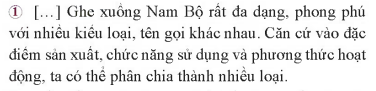 ① [...] Ghe xuồng Nam Bộ rất đa dạng, phong phú
với nhiều kiểu loại, tên gọi khác nhau. Căn cứ vào đặc
điểm sản xuất, chức năng sử dụng và phương thức hoạt
động, ta có thể phân chia thành nhiều loại.